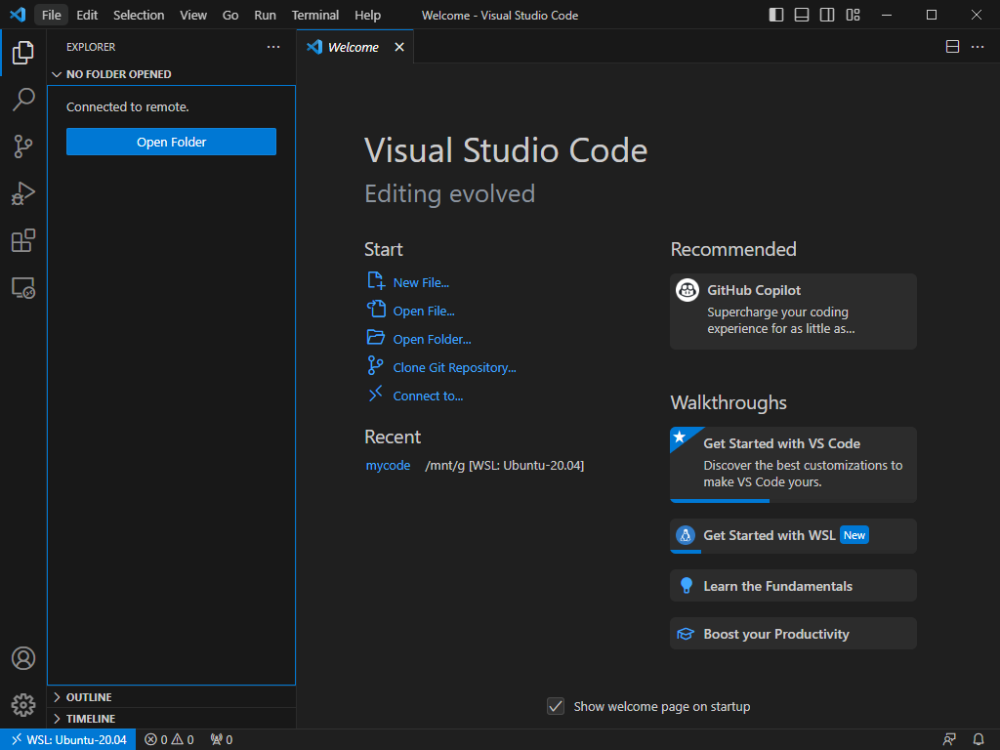 File Edit Selection View Go Run Terminal Help Welcome - Visual Studio Code
EXPLORER
NO FOLDER OPENED
Connected to remote.
Open Folder
OUTLINE
TIMELINE
Welcome
Visual Studio Code
Editing evolved
Start
New File...
Open File...
Open Folder...
Clone Git Repository...
Connect to...
Recent
mycode /mnt/g [WSL: Ubuntu-20.04]
Recommended
GitHub Copilot
Supercharge your coding
experience for as little as...
Walkthroughs
Get Started with VS Code
Discover the best customizations to
make VS Code yours.
Get Started with WSL New
Learn the Fundamentals
Boost your Productivity
Show welcome page on startup
WSL: Ubuntu-20.04 0 0 0